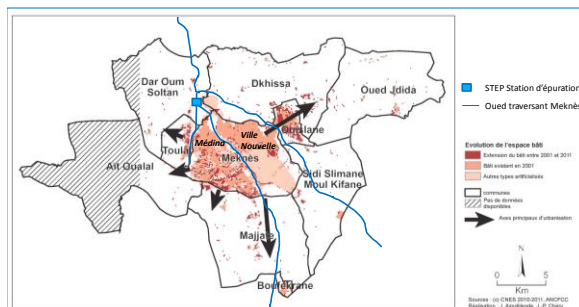 Dar Oum
Soltan
Dkhissa
Oued Jdida
Ouislane
Toulal
Médina
Ville
Nouvelle
Meknès
Ait Oualal
Sidi Slimane
Moul Kifane
Majjate
Boufekrane
STEP Station d'épuration
Oued traversant Meknès
Evolution de l'espace bâti
Extension du bâti entre 2001 et 2011
Bâti existant en 2001
Autres types artificialisés
communes
Pas de données
disponibles
Axes principaux d'urbanisation
N
0 5
Km
Sources : (c) CNES 2010-2011, ANCFCC